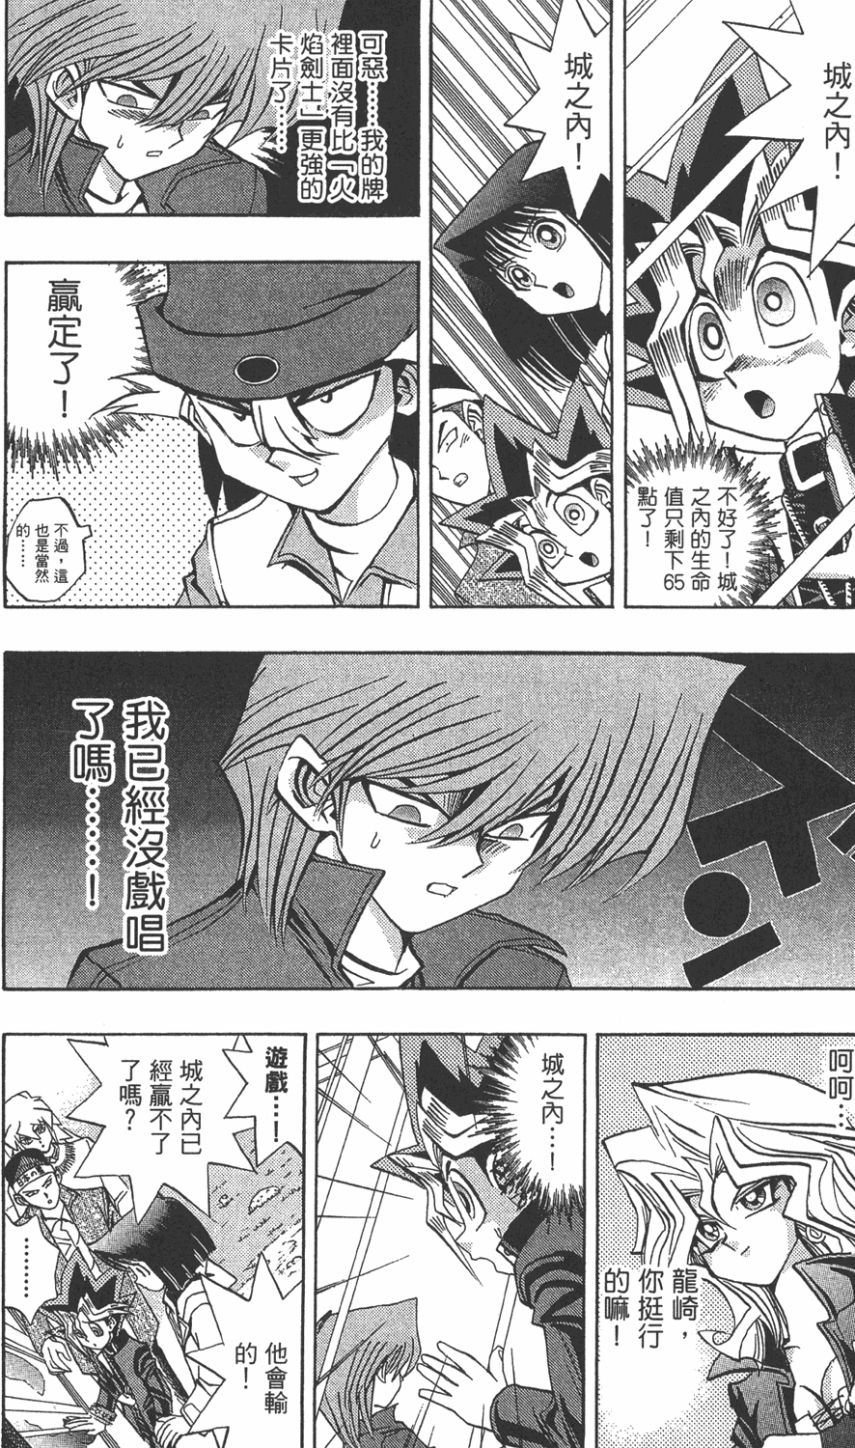 城之內！
不好了！城
之內的生命
值只剩下65
點了！
城之內！
可惡……我的牌
裡面沒有比「火
焰劍士」更強的
卡片了……
贏定了！
不過，這
也是當然
的……
我已經沒戲唱
了嗎………！
呵呵…
龍崎，
你挺行
的嘛！
城之內…！
遊戲…！
城之內已
經贏不了
了嗎？
………
他會輸
的！